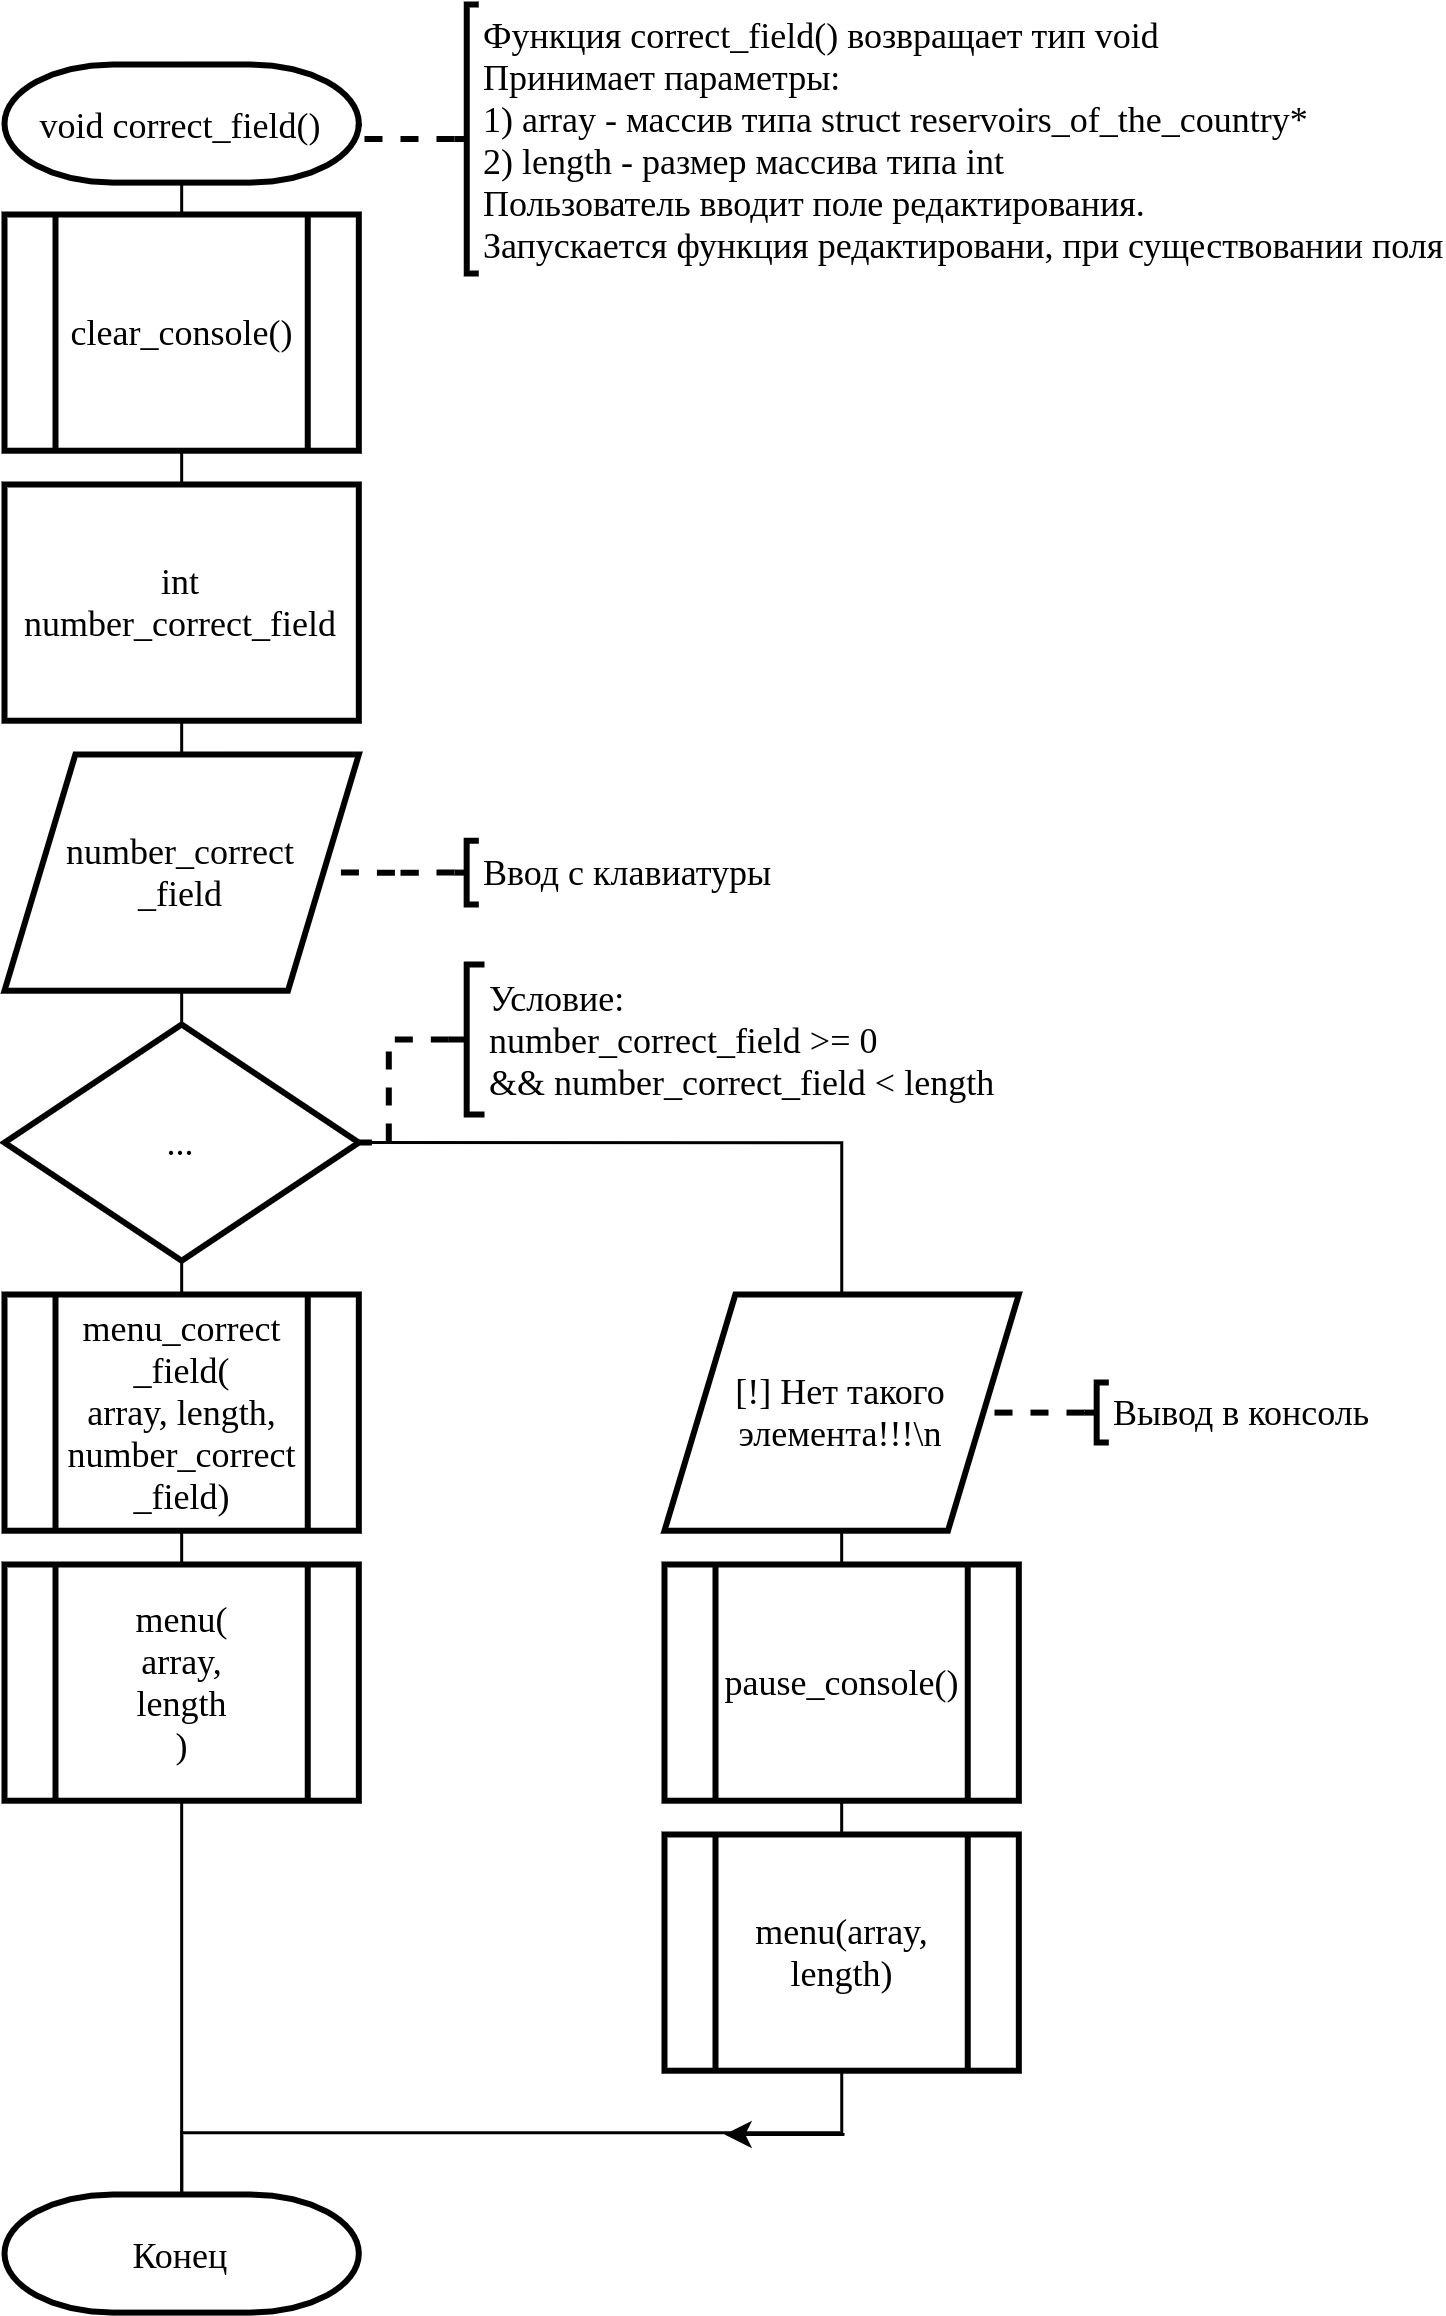 void correct_field()
Функция correct_field() возвращает тип void
Принимает параметры:
1) array - массив типа struct reservoirs_of_the_country*
2) length - размер массива типа int
Пользователь вводит поле редактирования.
Запускается функция редактировани, при существовании поля
clear_console()
int
number_correct_field
number_correct
_field
Ввод с клавиатуры
Условие:
number_correct_field >= 0
&& number_correct_field < length
...
menu_correct
_field(
array, length,
number_correct
_field)
[!] Нет такого
элемента!!!\n
Вывод в консоль
menu(
array,
length
)
pause_console()
menu(array,
length)
Конец